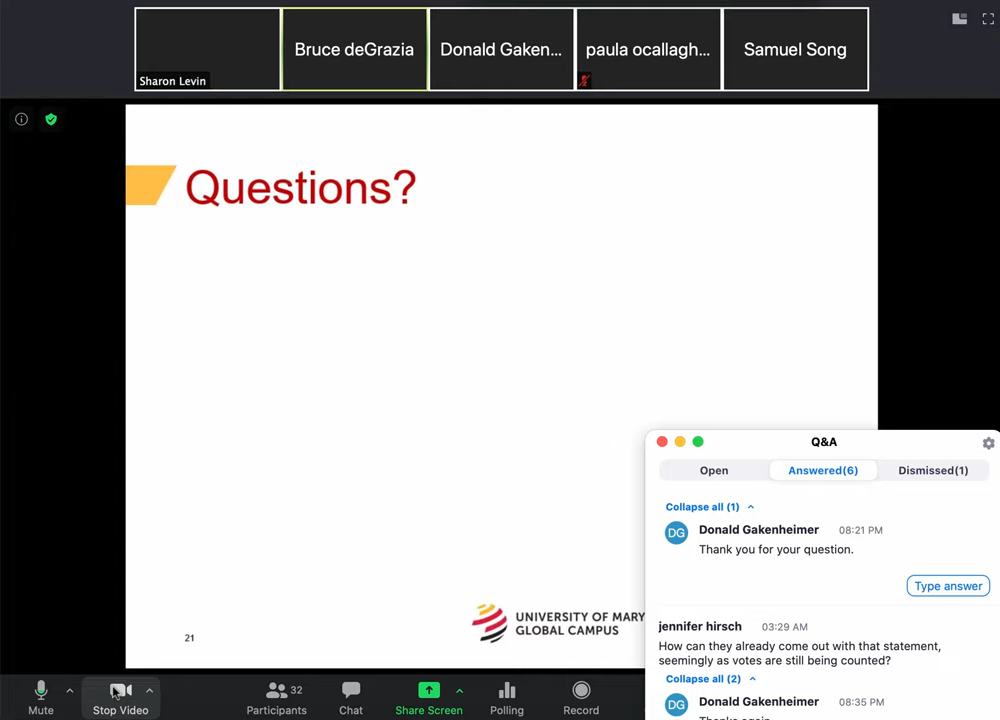 Sharon Levin
Bruce deGrazia
Donald Gaken...
paula ocallagh...
Samuel Song
Questions?
21
UNIVERSITY OF MARY
GLOBAL CAMPUS
Q&A
Open
Answered(6)
Dismissed(1)
Collapse all (1)
DG
Donald Gakenheimer 08:21 PM
Thank you for your question.
Type answer
jennifer hirsch 03:29 AM
How can they already come out with that statement,
seemingly as votes are still being counted?
Collapse all (2)
DG
Donald Gakenheimer 08:35 PM
Thanks again
Mute
Stop Video
Participants
32
Chat
Share Screen
Polling
Record